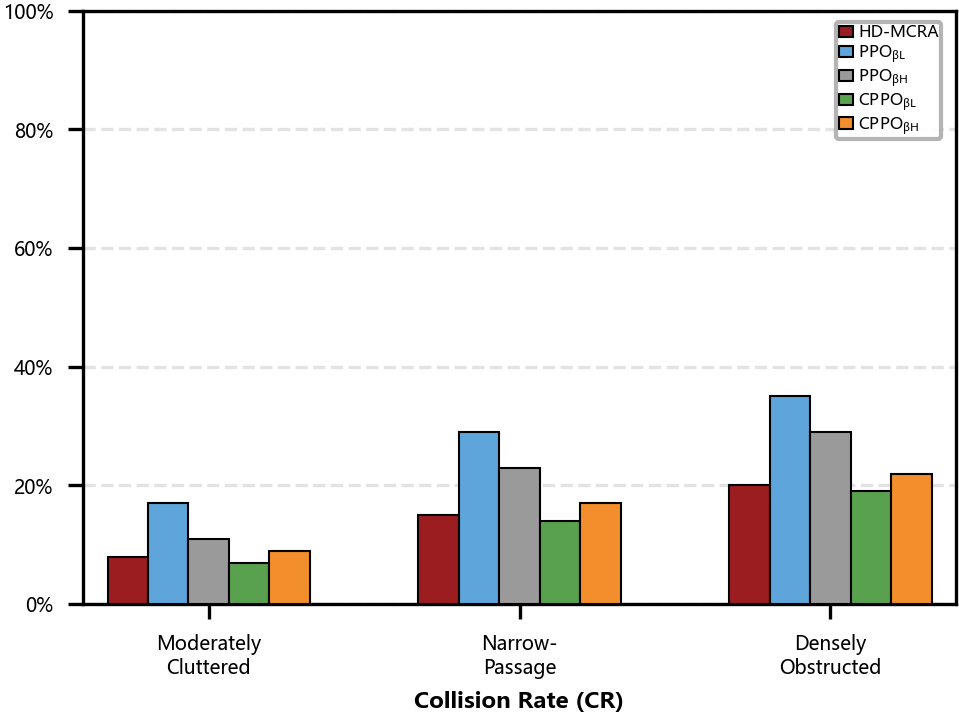 100%
80%
60%
40%
20%
0%
HD-MCRA
PPOβL
PPOβH
CPPOβL
CPPOβH
Moderately
Cluttered
Narrow-
Passage
Densely
Obstructed
Collision Rate (CR)